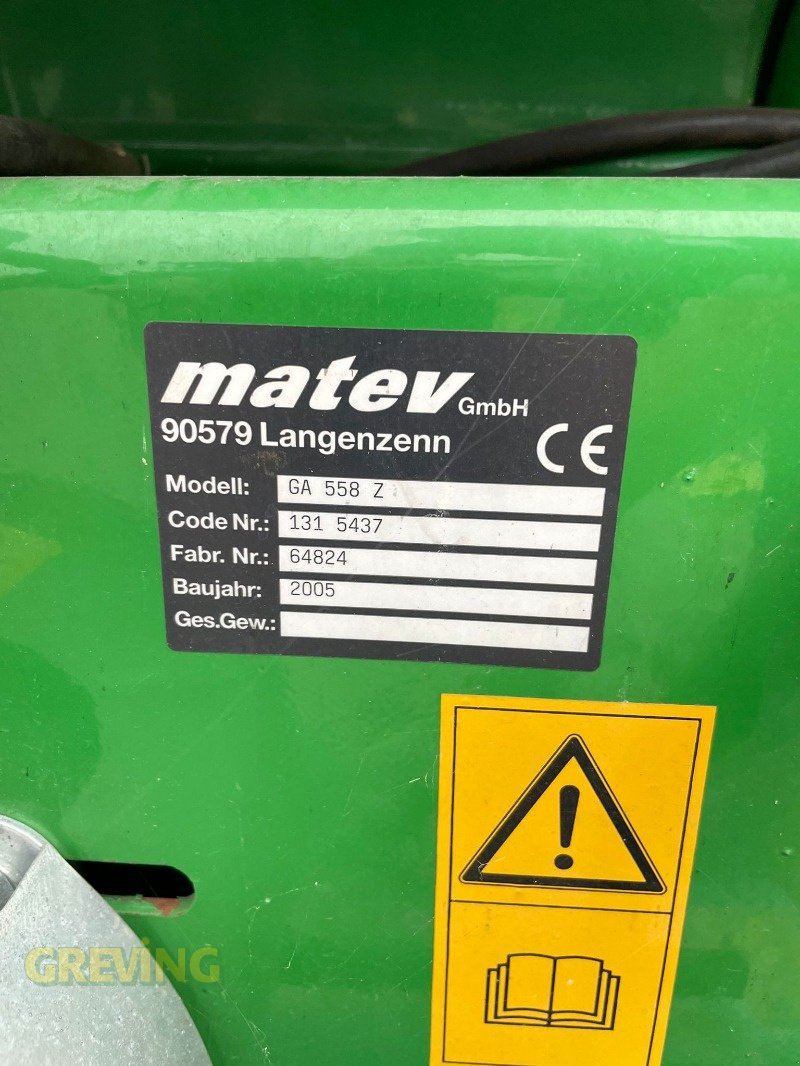 matev GmbH
90579 Langenzenn
CE
Modell: GA 558 Z
Code Nr.: 131 5437
Fabr. Nr.: 64824
Baujahr: 2005
Ges.Gew.:
GREVING